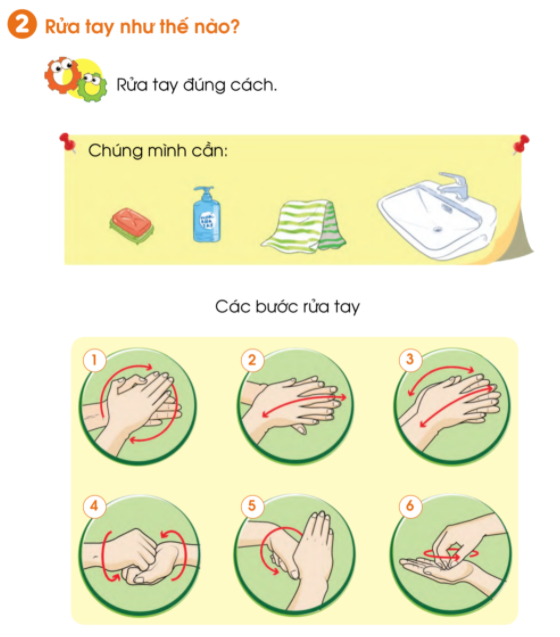 2 Rửa tay như thế nào?
Rửa tay đúng cách.
Chúng mình cần:
Các bước rửa tay
1
2
3
4
5
6